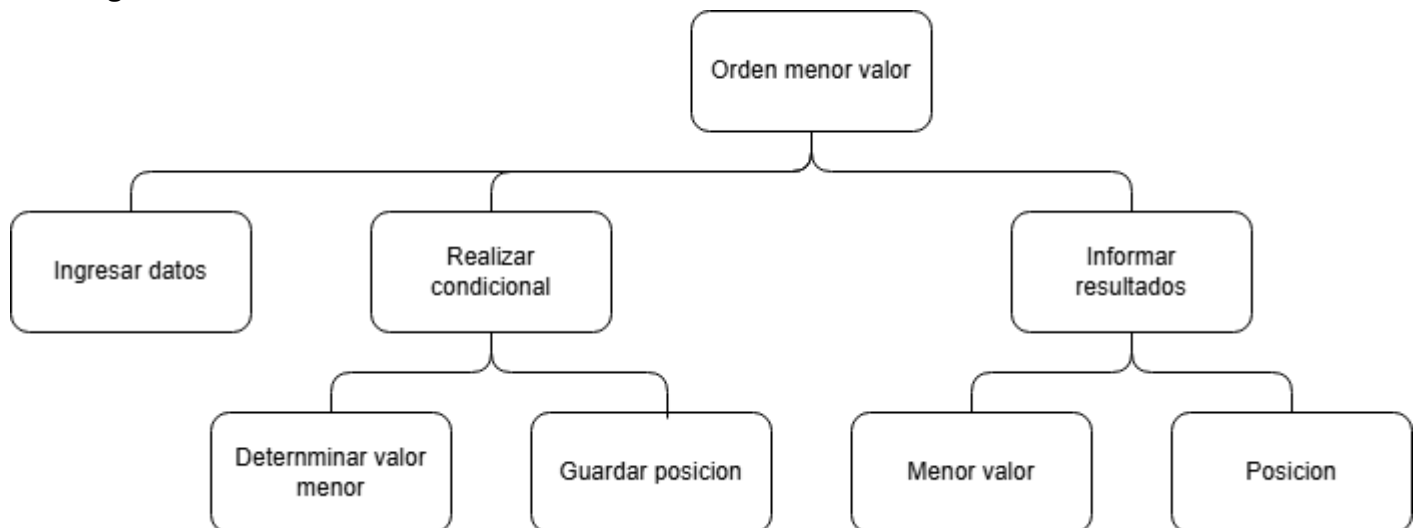 Orden menor valor
Ingresar datos
Realizar
condicional
Informar
resultados
Deternminar valor
menor
Guardar posicion
Menor valor
Posicion